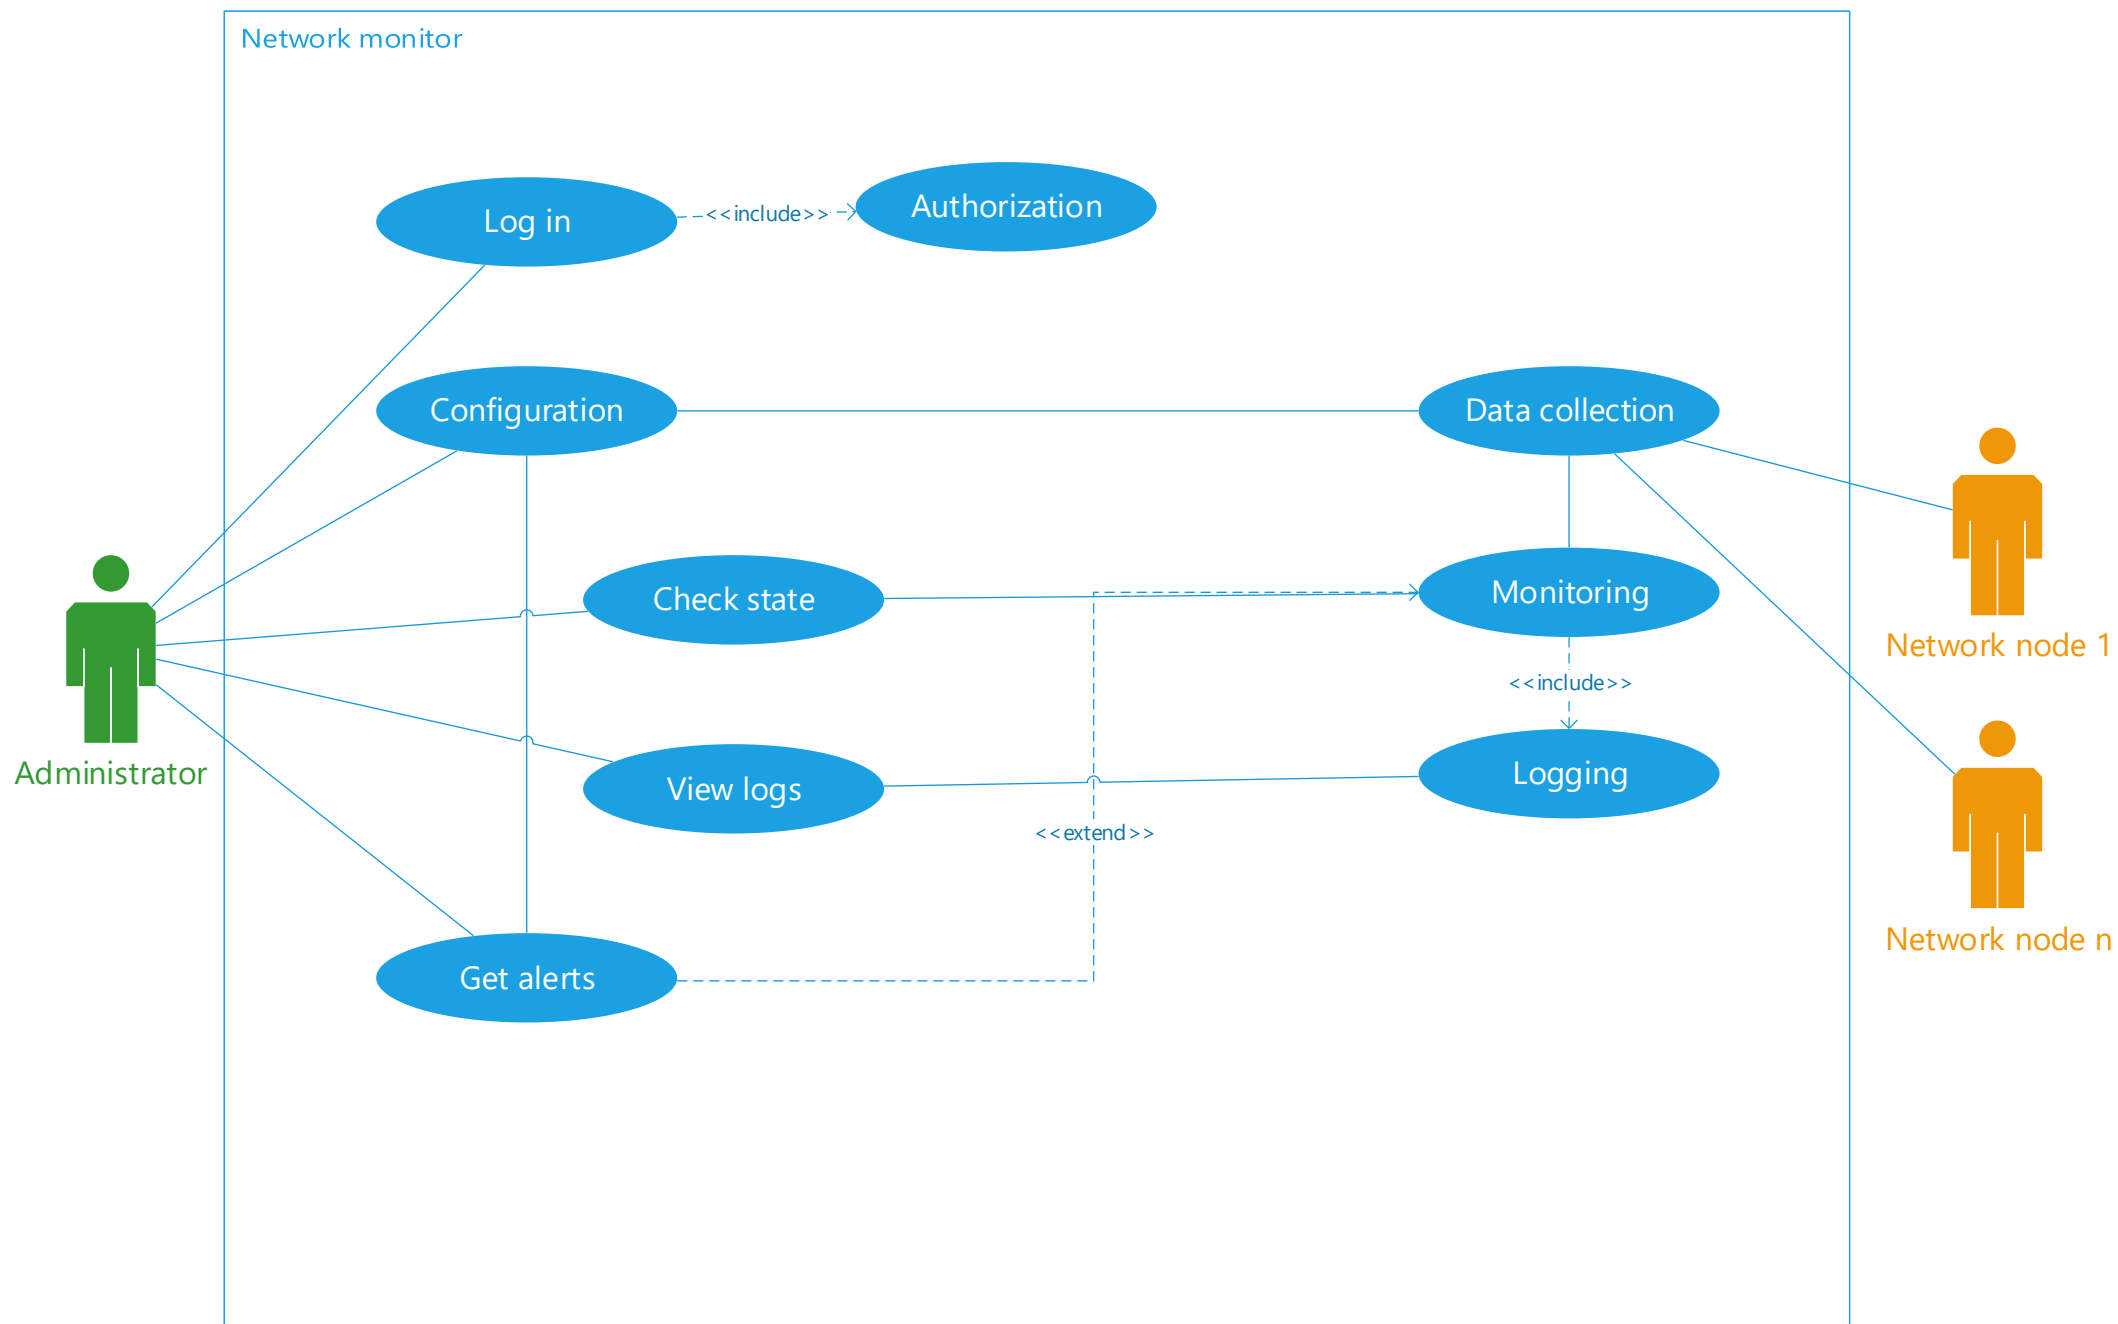 Network monitor
Log in
<<include>>
Authorization
Configuration
Data collection
Check state
Monitoring
Network node 1
<<include>>
Administrator
View logs
Logging
<<extend>>
Network node n
Get alerts